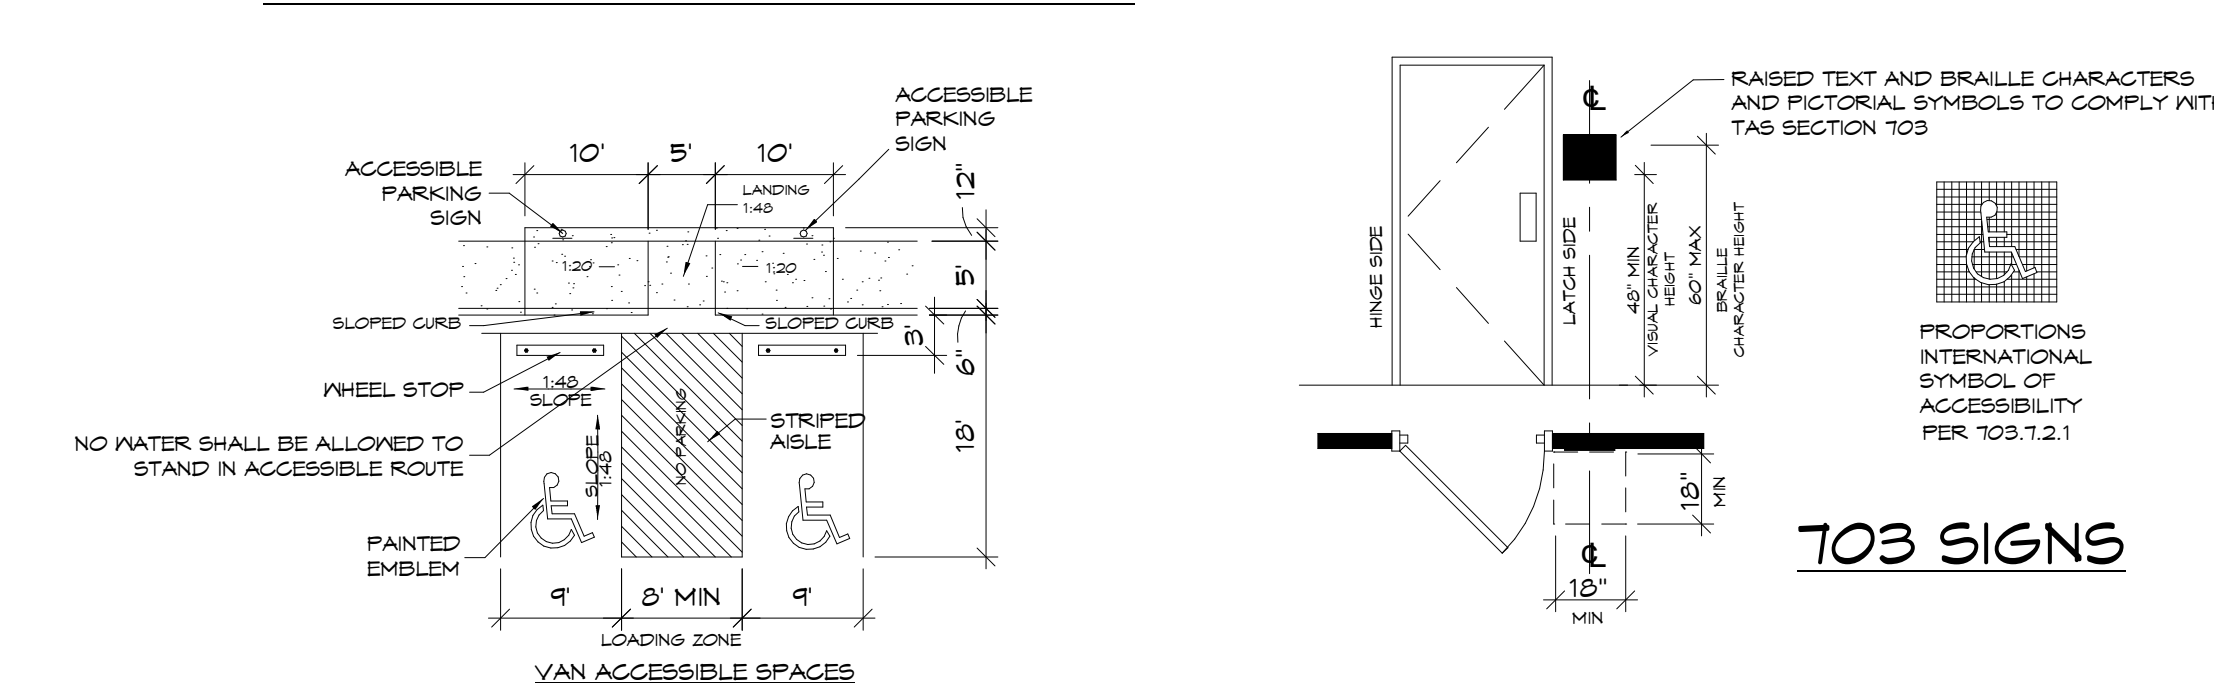 ACCESSIBLE
PARKING
SIGN
10'
5'
10'
ACCESSIBLE
PARKING
SIGN
LANDING
1:48
12"
1:20
1:20
5'
SLOPED CURB
SLOPED CURB
3'
6"
WHEEL STOP
1:48
SLOPE
NO WATER SHALL BE ALLOWED TO
STAND IN ACCESSIBLE ROUTE
SLOPE
1:48
NO PARKING
STRIPED
AISLE
18'
PAINTED
EMBLEM
9'
8' MIN
9'
LOADING ZONE
VAN ACCESSIBLE SPACES
℄
RAISED TEXT AND BRAILLE CHARACTERS
AND PICTORIAL SYMBOLS TO COMPLY WITH
TAS SECTION 703
HINGE SIDE
LATCH SIDE
48" MIN
VISUAL CHARACTER
HEIGHT
60" MAX
BRAILLE
CHARACTER HEIGHT
PROPORTIONS
INTERNATIONAL
SYMBOL OF
ACCESSIBILITY
PER 703.7.2.1
18"
MIN
℄
18"
MIN
703 SIGNS